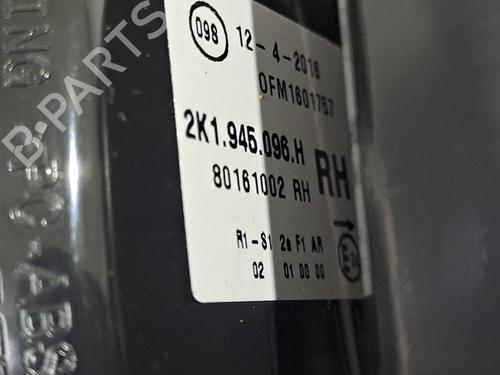 098 12-4-2016
OFM1601757
2K1.945.096.H
80161002 RH RH
R1-S1 2a F1 AR
02 01 00 00
PC-ABS
B-PARTS